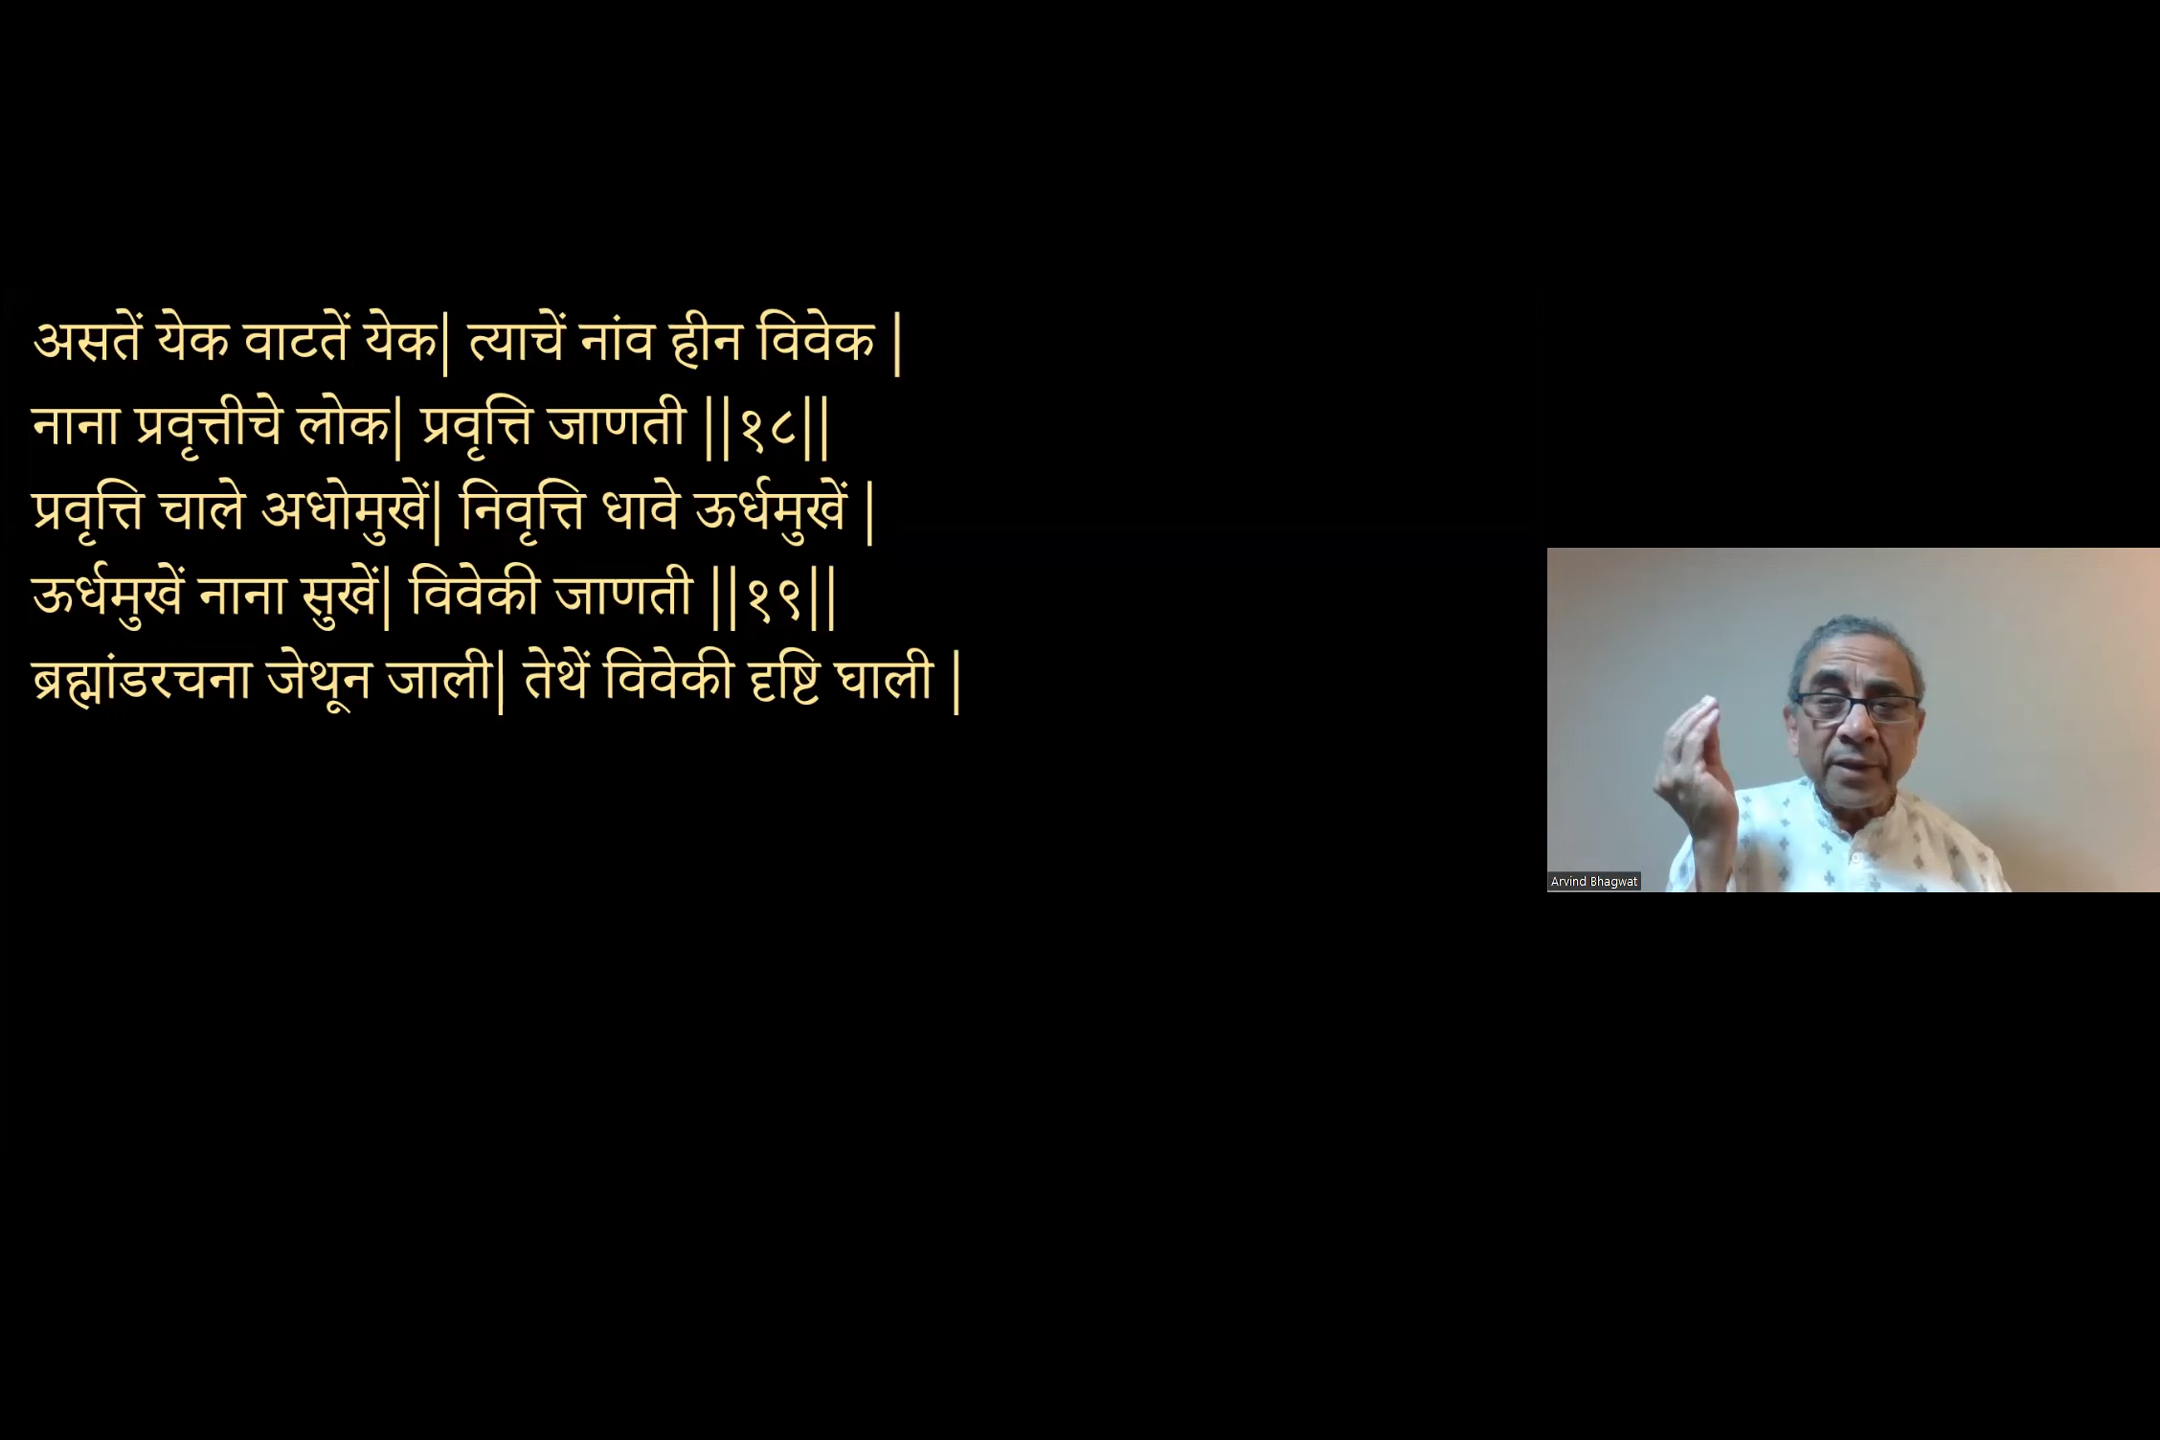 असतें येक वाटतें येक| त्याचें नांव हीन विवेक |
नाना प्रवृत्तीचे लोक| प्रवृत्ति जाणती ||१८||
प्रवृत्ति चाले अधोमुखें| निवृत्ति धावे ऊर्धमुखें |
ऊर्धमुखें नाना सुखें| विवेकी जाणती ||१९||
ब्रह्मांडरचना जेथून जाली| तेथें विवेकी दृष्टि घाली |
Arvind Bhagwat